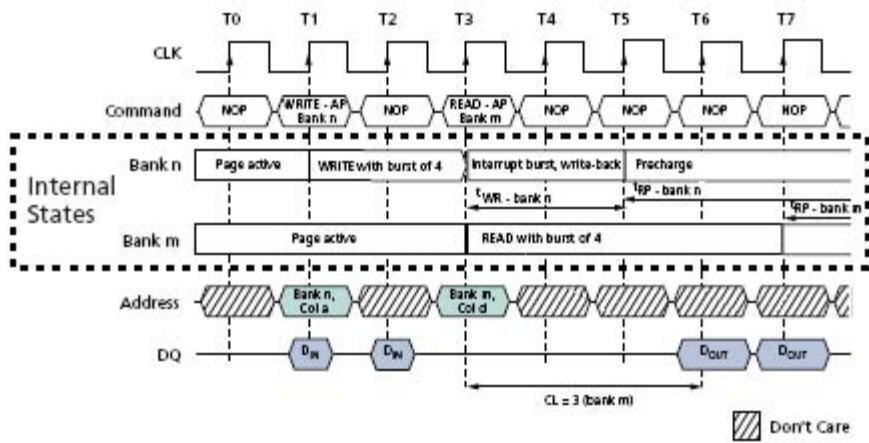 T0 T1 T2 T3 T4 T5 T6 T7
CLK
Command NOP WRITE - AP NOP READ - AP NOP NOP NOP NOP
Bank n Bank m
Bank n Page active WRITE with burst of 4 Interrupt burst, write-back Precharge
Internal
States
tWR - bank n tRP - bank n
tRP - bank m
Bank m Page active READ with burst of 4
Address Bank n, Bank m,
Col a Col d
DQ DIN DIN DOUT DOUT
CL = 3 (bank m)
Don't Care